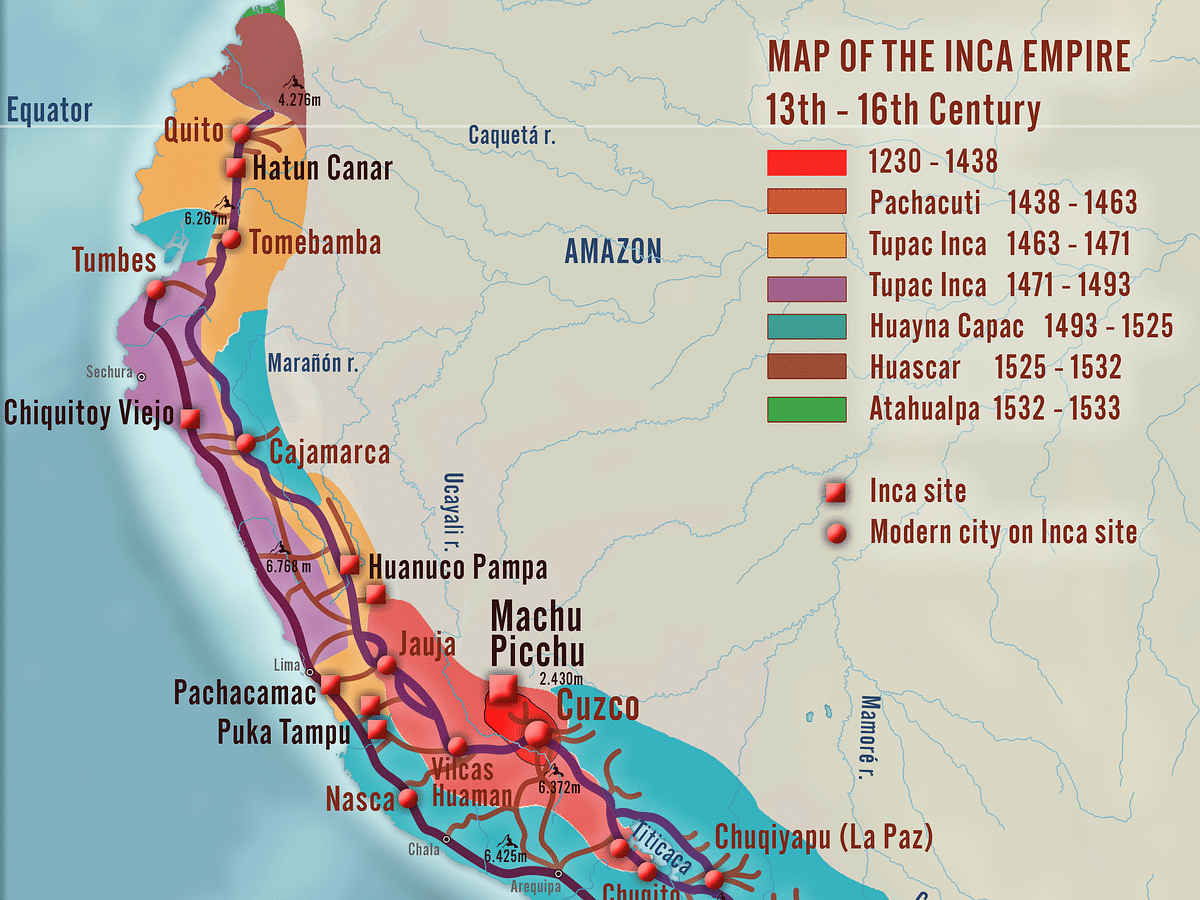 MAP OF THE INCA EMPIRE
13th - 16th Century
1230 - 1438
Pachacuti 1438 - 1463
Tupac Inca 1463 - 1471
Tupac Inca 1471 - 1493
Huayna Capac 1493 - 1525
Huascar 1525 - 1532
Atahualpa 1532 - 1533
Inca site
Modern city on Inca site
4.276m
Equator
Quito
Caquetá r.
Hatun Canar
6.267m
Tomebamba
AMAZON
Tumbes
Marañón r.
Sechura
Chiquitoy Viejo
Cajamarca
Ucayali r.
6.768 m
Huanuco Pampa
Machu
Picchu
2.430m
Jauja
Lima
Pachacamac
Cuzco
Puka Tampu
Mamoré r.
Vilcas
Huaman
6.372m
Nasca
Titicaca
Chuqiyapu (La Paz)
Chala
6.425m
Arequipa
Chuqito